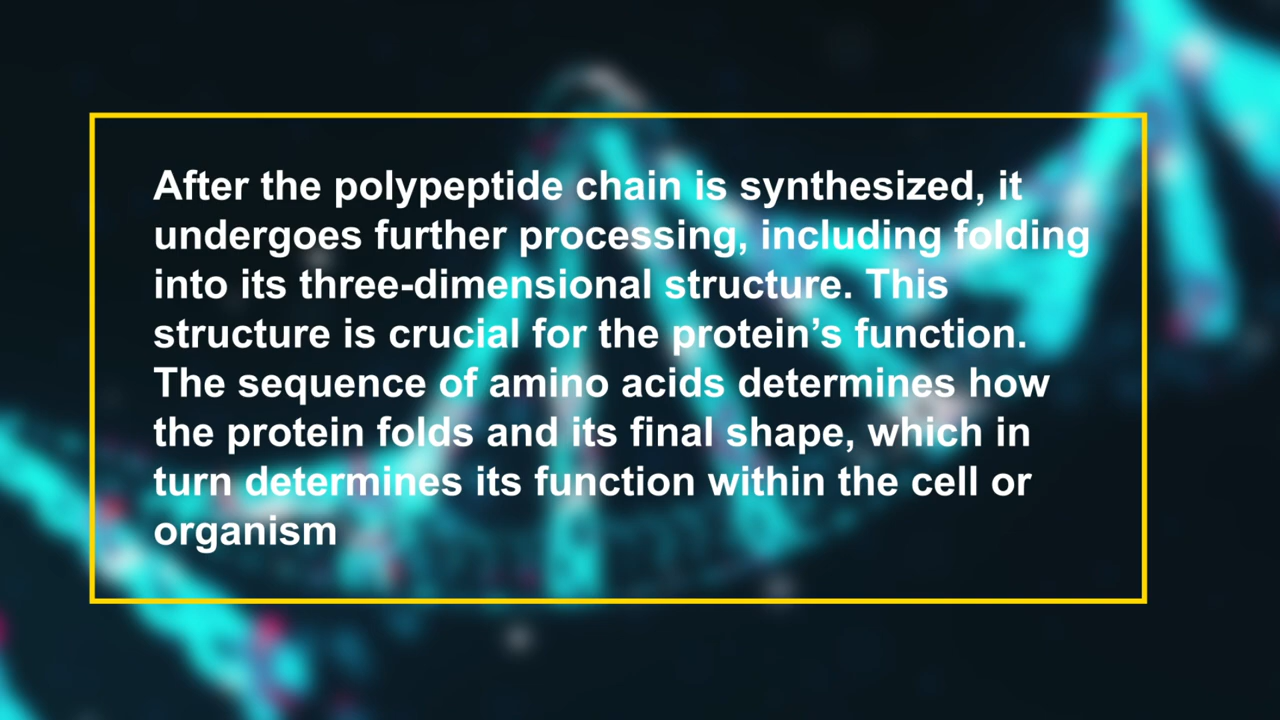 After the polypeptide chain is synthesized, it
undergoes further processing, including folding
into its three-dimensional structure. This
structure is crucial for the protein’s function.
The sequence of amino acids determines how
the protein folds and its final shape, which in
turn determines its function within the cell or
organism